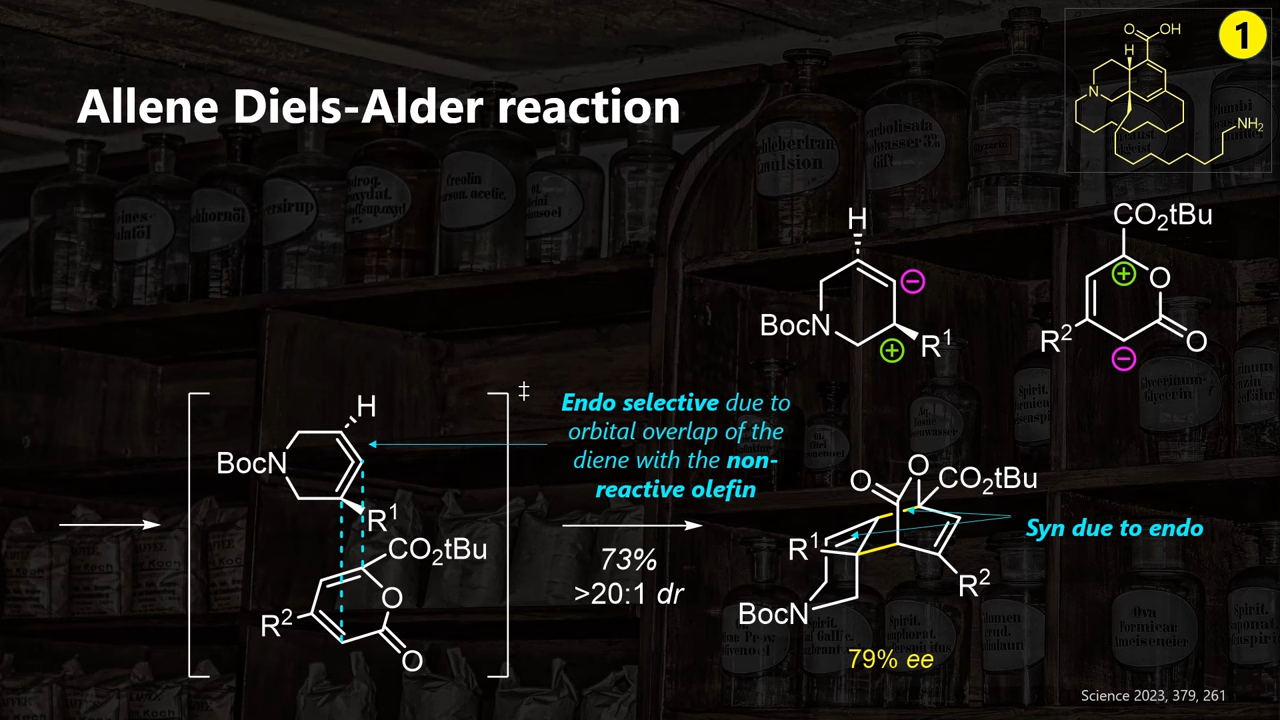 Allene Diels-Alder reaction
1
O
OH
H
N
NH₂
H
BocN
R¹
⊖
⊕
CO₂tBu
⊕
O
R²
O
⊖
‡
H
BocN
R¹
CO₂tBu
O
R²
O
Endo selective due to
orbital overlap of the
diene with the non-
reactive olefin
73%
>20:1 dr
O
O
CO₂tBu
R¹
R²
BocN
Syn due to endo
79% ee
Science 2023, 379, 261
Creolin